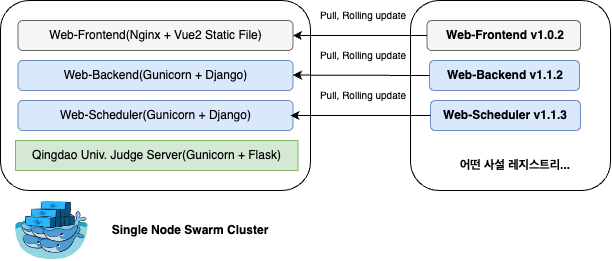 Web-Frontend(Nginx + Vue2 Static File)
Pull, Rolling update
Web-Frontend v1.0.2
Web-Backend(Gunicorn + Django)
Pull, Rolling update
Web-Backend v1.1.2
Web-Scheduler(Gunicorn + Django)
Pull, Rolling update
Web-Scheduler v1.1.3
Qingdao Univ. Judge Server(Gunicorn + Flask)
어떤 사설 레지스트리...
Single Node Swarm Cluster